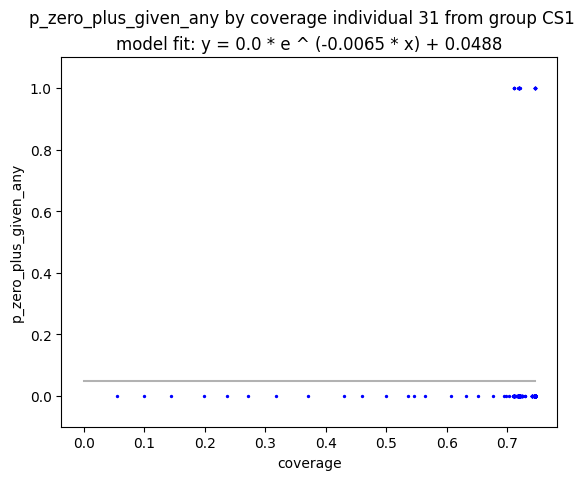 p_zero_plus_given_any by coverage individual 31 from group CS1
model fit: y = 0.0 * e ^ (-0.0065 * x) + 0.0488
p_zero_plus_given_any
1.0
0.8
0.6
0.4
0.2
0.0
0.0 0.1 0.2 0.3 0.4 0.5 0.6 0.7
coverage